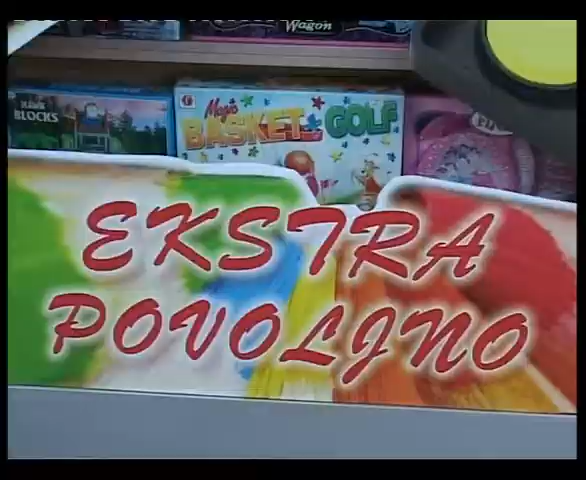 Wagon
BLOCKS
Magic
BASKET GOLF
EKSTRA
POVOLJNO